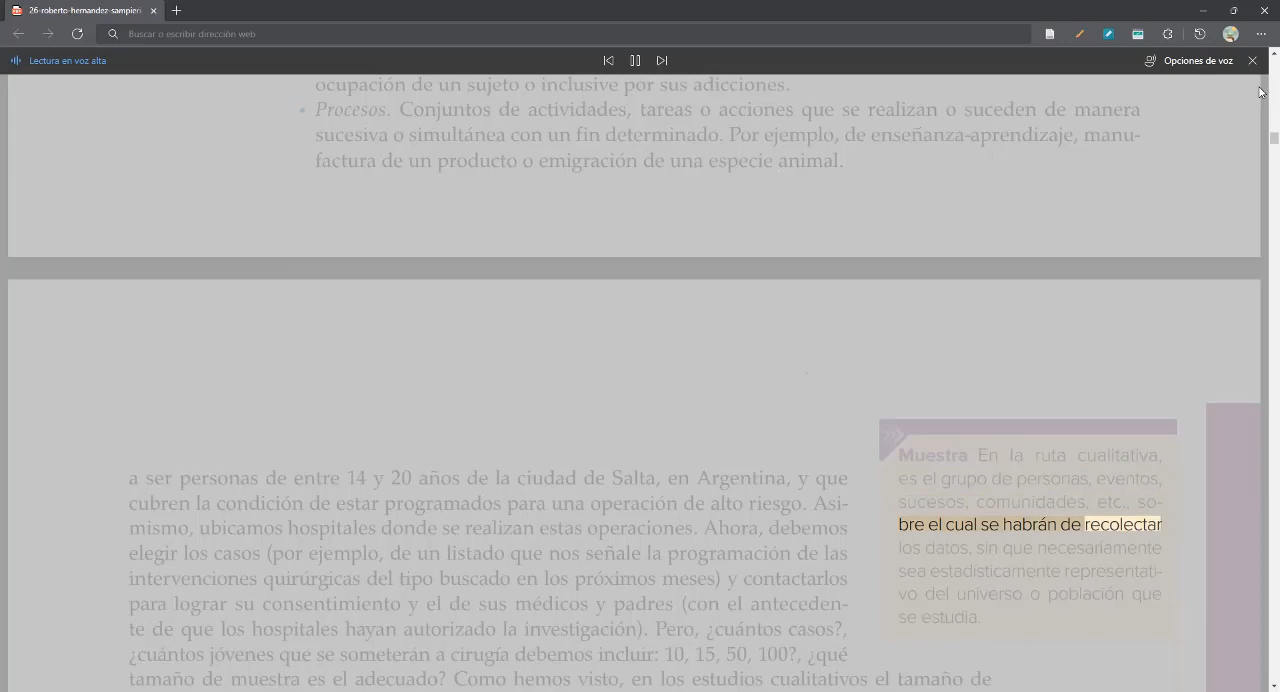 26-roberto-hernandez-sampieri
Buscar o escribir dirección web
Lectura en voz alta
Opciones de voz
ocupación de un sujeto o inclusive por sus adicciones.
• Procesos. Conjuntos de actividades, tareas o acciones que se realizan o suceden de manera
sucesiva o simultánea con un fin determinado. Por ejemplo, de enseñanza-aprendizaje, manu-
factura de un producto o emigración de una especie animal.
a ser personas de entre 14 y 20 años de la ciudad de Salta, en Argentina, y que
cubren la condición de estar programados para una operación de alto riesgo. Asi-
mismo, ubicamos hospitales donde se realizan estas operaciones. Ahora, debemos
elegir los casos (por ejemplo, de un listado que nos señale la programación de las
intervenciones quirúrgicas del tipo buscado en los próximos meses) y contactarlos
para lograr su consentimiento y el de sus médicos y padres (con el anteceden-
te de que los hospitales hayan autorizado la investigación). Pero, ¿cuántos casos?,
¿cuántos jóvenes que se someterán a cirugía debemos incluir: 10, 15, 50, 100?, ¿qué
tamaño de muestra es el adecuado? Como hemos visto, en los estudios cualitativos el tamaño de
Muestra En la ruta cualitativa,
es el grupo de personas, eventos,
sucesos, comunidades, etc., so-
bre el cual se habrán de recolectar
los datos, sin que necesariamente
sea estadísticamente representati-
vo del universo o población que
se estudia.